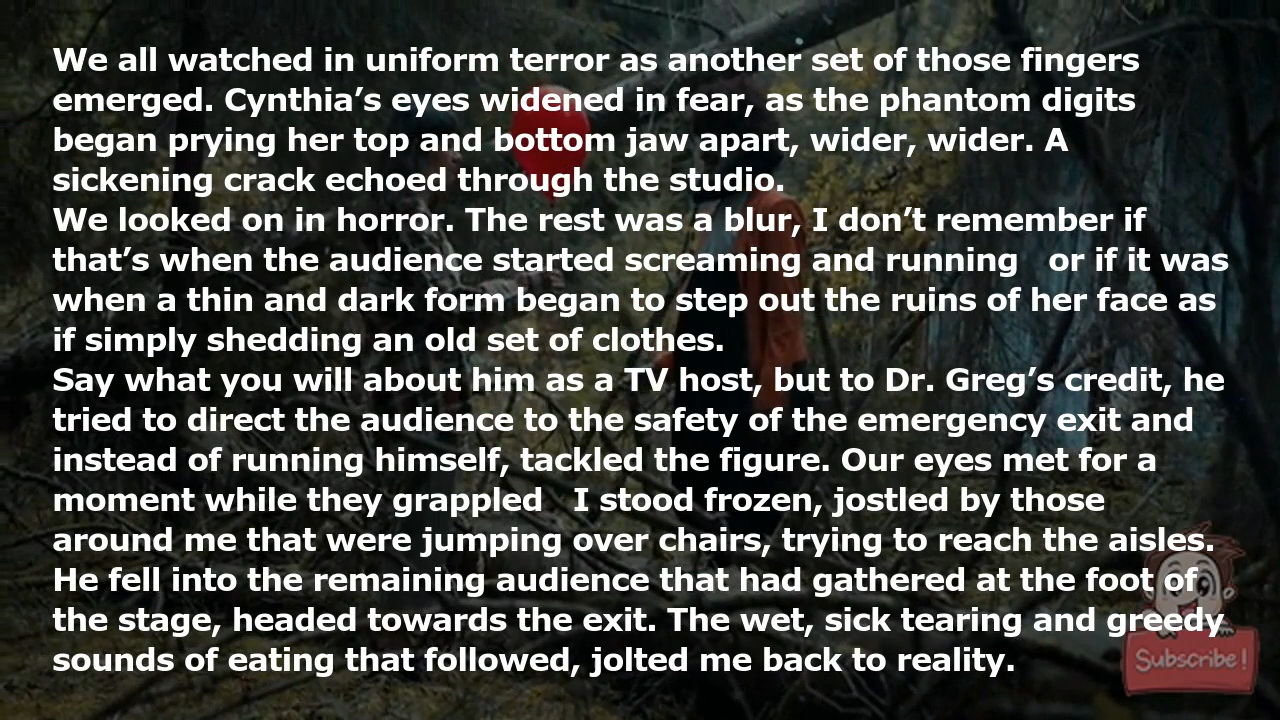 We all watched in uniform terror as another set of those fingers
emerged. Cynthia’s eyes widened in fear, as the phantom digits
began prying her top and bottom jaw apart, wider, wider. A
sickening crack echoed through the studio.
We looked on in horror. The rest was a blur, I don’t remember if
that’s when the audience started screaming and running   or if it was
when a thin and dark form began to step out the ruins of her face as
if simply shedding an old set of clothes.
Say what you will about him as a TV host, but to Dr. Greg’s credit, he
tried to direct the audience to the safety of the emergency exit and
instead of running himself, tackled the figure. Our eyes met for a
moment while they grappled   I stood frozen, jostled by those
around me that were jumping over chairs, trying to reach the aisles.
He fell into the remaining audience that had gathered at the foot of
the stage, headed towards the exit. The wet, sick tearing and greedy
sounds of eating that followed, jolted me back to reality.
Subscribe!